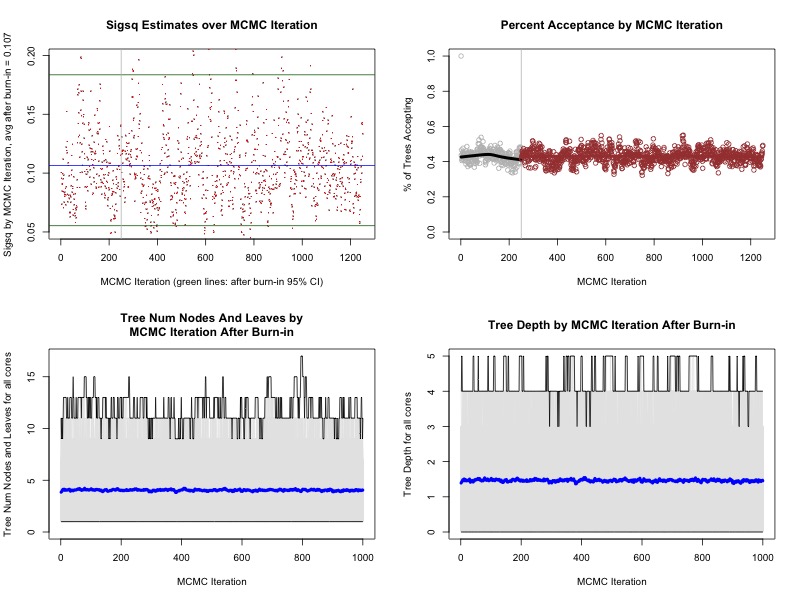 Sigsq Estimates over MCMC Iteration
Sigsq by MCMC Iteration, avg after burn-in = 0.107
0.20
0.15
0.10
0.05
0 200 400 600 800 1000 1200
MCMC Iteration (green lines: after burn-in 95% CI)
Percent Acceptance by MCMC Iteration
% of Trees Accepting
1.0
0.8
0.6
0.4
0.2
0.0
0 200 400 600 800 1000 1200
MCMC Iteration
Tree Num Nodes And Leaves by
MCMC Iteration After Burn-in
Tree Num Nodes and Leaves for all cores
15
10
5
0
0 200 400 600 800 1000
MCMC Iteration
Tree Depth by MCMC Iteration After Burn-in
Tree Depth for all cores
5
4
3
2
1
0
0 200 400 600 800 1000
MCMC Iteration